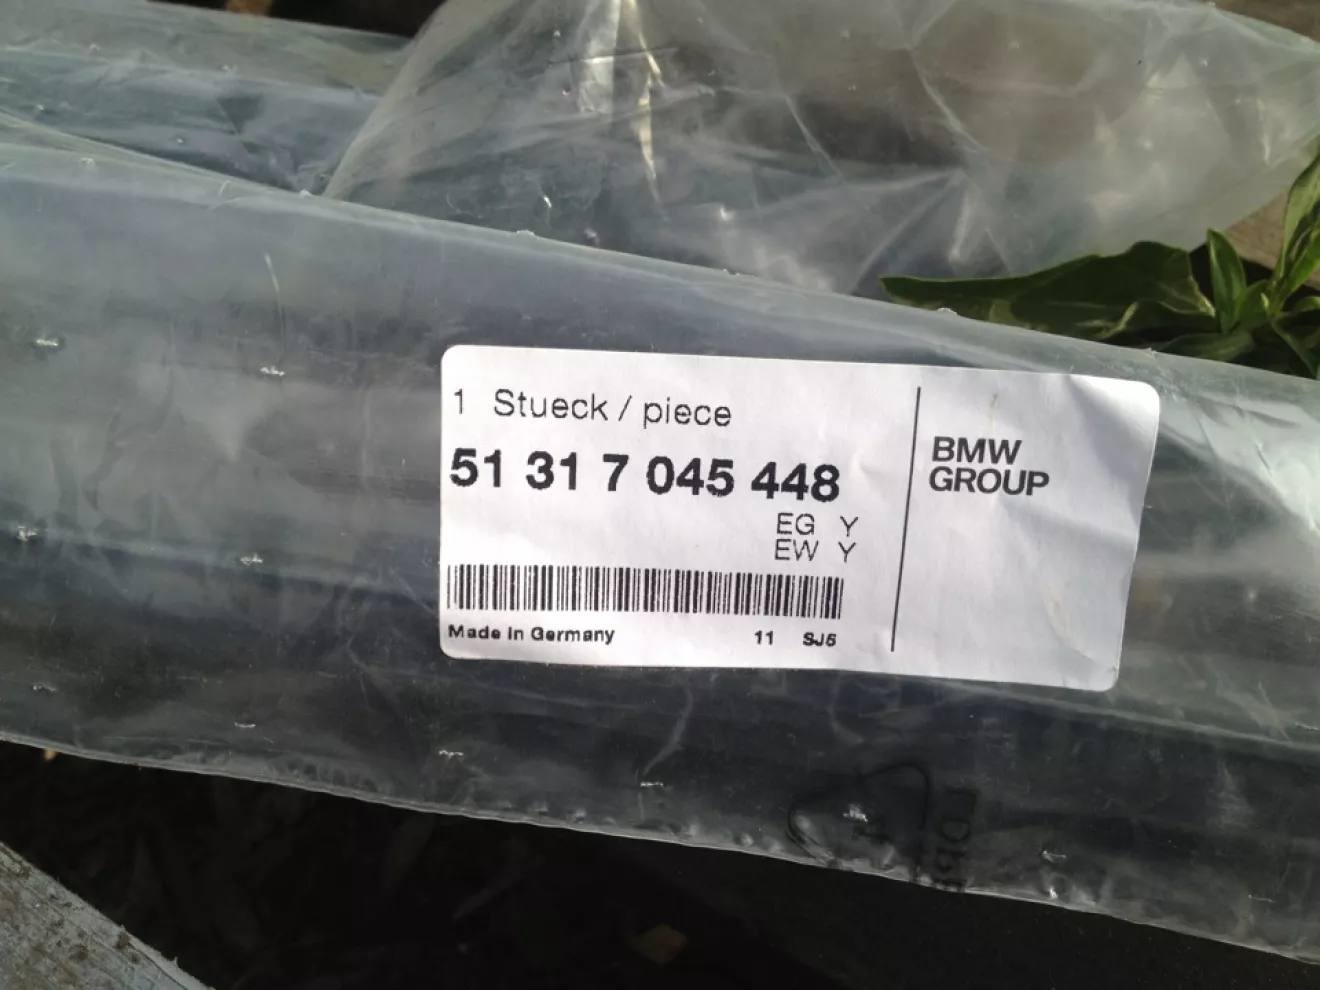 1 Stueck / piece
51 31 7 045 448
EG Y
EW Y
Made in Germany 11 SJ5
BMW
GROUP